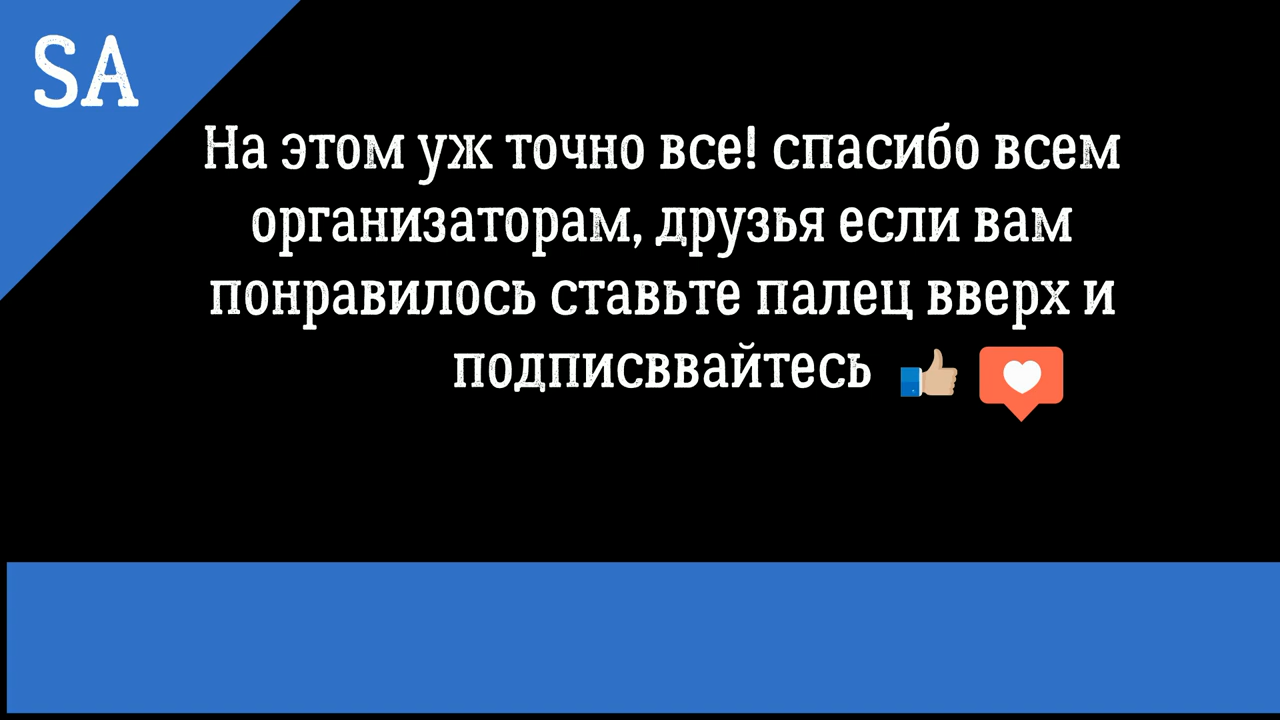 SA
На этом уж точно все! спасибо всем
организаторам, друзья если вам
понравилось ставьте палец вверх и
подписввайтесь